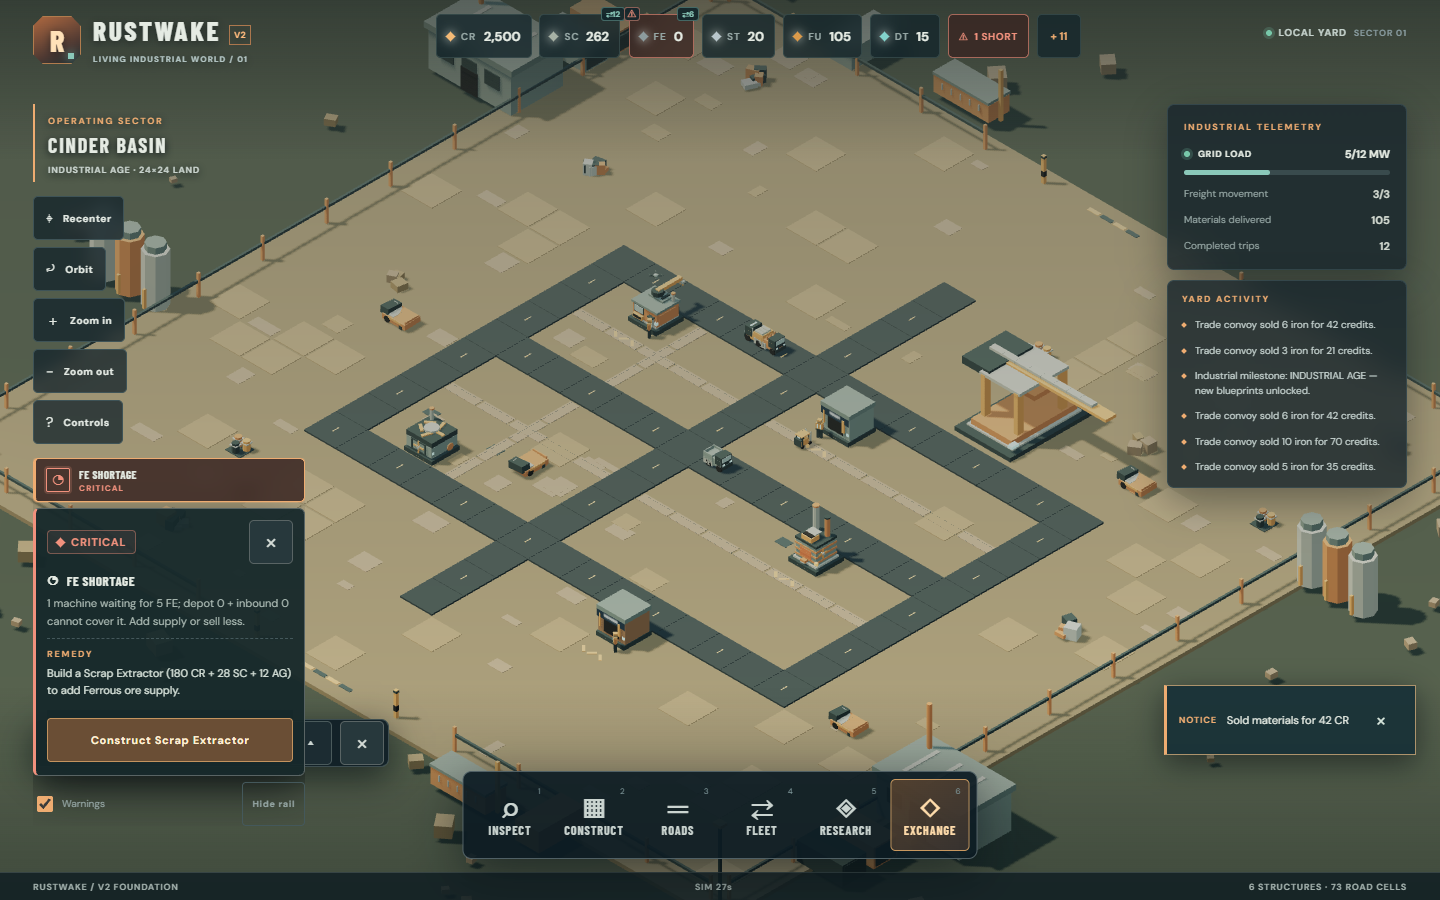 R
RUSTWAKE V2
LIVING INDUSTRIAL WORLD / 01
CR 2,500
⇄12
SC 262
⇄6
FE 0
ST 20
FU 105
DT 15
1 SHORT
+11
LOCAL YARD SECTOR 01
OPERATING SECTOR
CINDER BASIN
INDUSTRIAL AGE · 24×24 LAND
Recenter
Orbit
+ Zoom in
− Zoom out
? Controls
FE SHORTAGE
CRITICAL
CRITICAL
×
FE SHORTAGE
1 machine waiting for 5 FE; depot 0 + inbound 0
cannot cover it. Add supply or sell less.
REMEDY
Build a Scrap Extractor (180 CR + 28 SC + 12 AG)
to add Ferrous ore supply.
Construct Scrap Extractor
×
Warnings
Hide rail
INDUSTRIAL TELEMETRY
GRID LOAD 5/12 MW
Freight movement 3/3
Materials delivered 105
Completed trips 12
YARD ACTIVITY
Trade convoy sold 6 iron for 42 credits.
Trade convoy sold 3 iron for 21 credits.
Industrial milestone: INDUSTRIAL AGE —
new blueprints unlocked.
Trade convoy sold 6 iron for 42 credits.
Trade convoy sold 10 iron for 70 credits.
Trade convoy sold 5 iron for 35 credits.
NOTICE Sold materials for 42 CR ×
1
INSPECT
2
CONSTRUCT
3
ROADS
4
FLEET
5
RESEARCH
6
EXCHANGE
RUSTWAKE / V2 FOUNDATION
SIM 27s
6 STRUCTURES · 73 ROAD CELLS